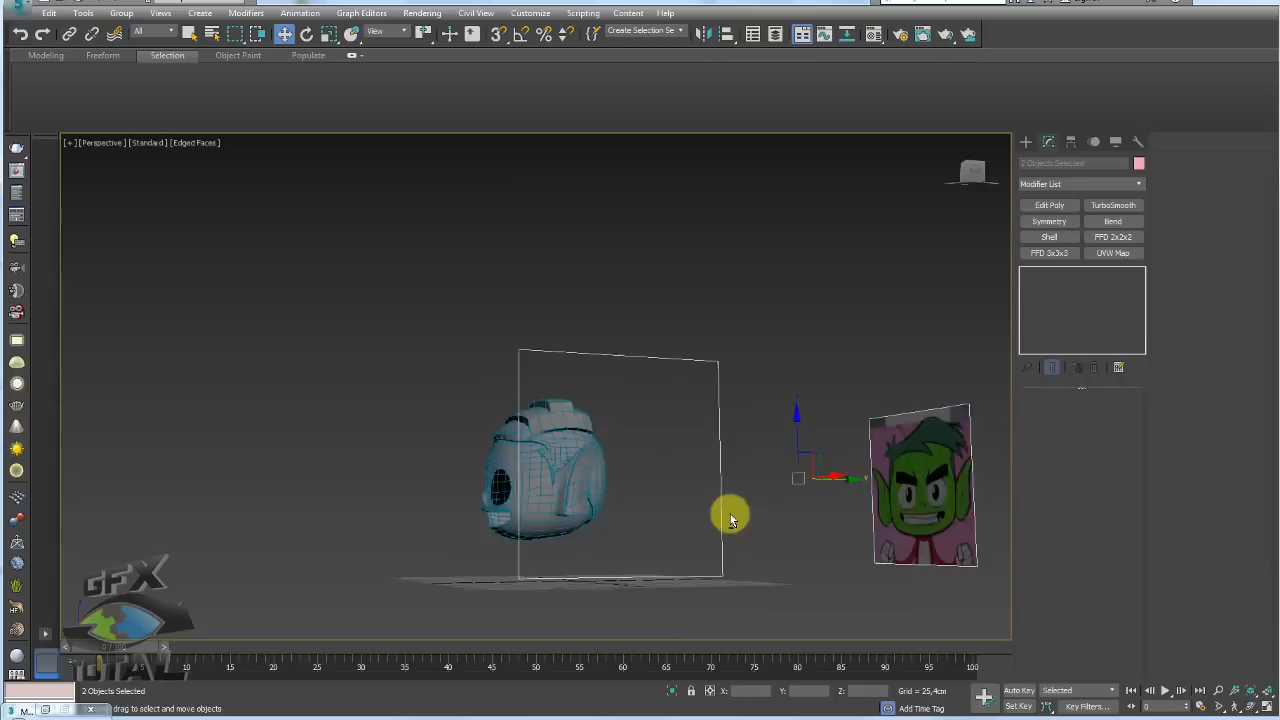 Edit Tools Group Views Create Modifiers Animation Graph Editors Rendering Civil View Customize Scripting Content Help
All View Create Selection Se
Modeling Freeform Selection Object Paint Populate
[+] [Perspective] [Standard] [Edged Faces]
2 Objects Selected
Modifier List
Edit Poly TurboSmooth
Symmetry Bend
Shell FFD 2x2x2
FFD 3x3x3 UVW Map
GFX
TOTAL
0 / 100
15 20 25 30 35 40 45 50 55 60 65 70 75 80 85 90 95 100
2 Objects Selected X: Y: Z: Grid = 25,4cm Auto Key Selected
drag to select and move objects Add Time Tag Set Key Key Filters... 0